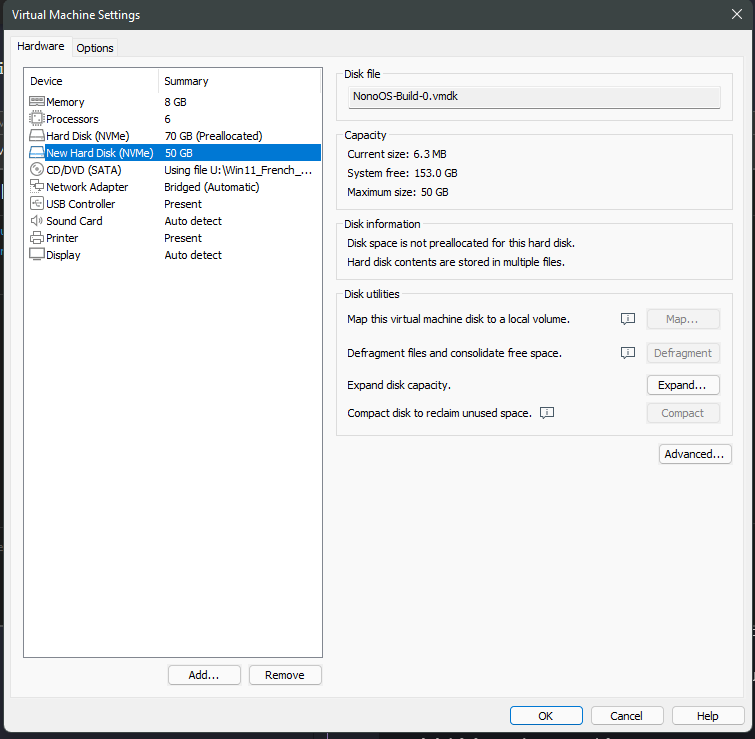 Virtual Machine Settings
Hardware Options
Device Summary
Memory 8 GB
Processors 6
Hard Disk (NVMe) 70 GB (Preallocated)
New Hard Disk (NVMe) 50 GB
CD/DVD (SATA) Using file U:\Win11_French_...
Network Adapter Bridged (Automatic)
USB Controller Present
Sound Card Auto detect
Printer Present
Display Auto detect
Add... Remove
Disk file
NonoOS-Build-0.vmdk
Capacity
Current size: 6.3 MB
System free: 153.0 GB
Maximum size: 50 GB
Disk information
Disk space is not preallocated for this hard disk.
Hard disk contents are stored in multiple files.
Disk utilities
Map this virtual machine disk to a local volume. Map...
Defragment files and consolidate free space. Defragment
Expand disk capacity. Expand...
Compact disk to reclaim unused space. Compact
Advanced...
OK Cancel Help